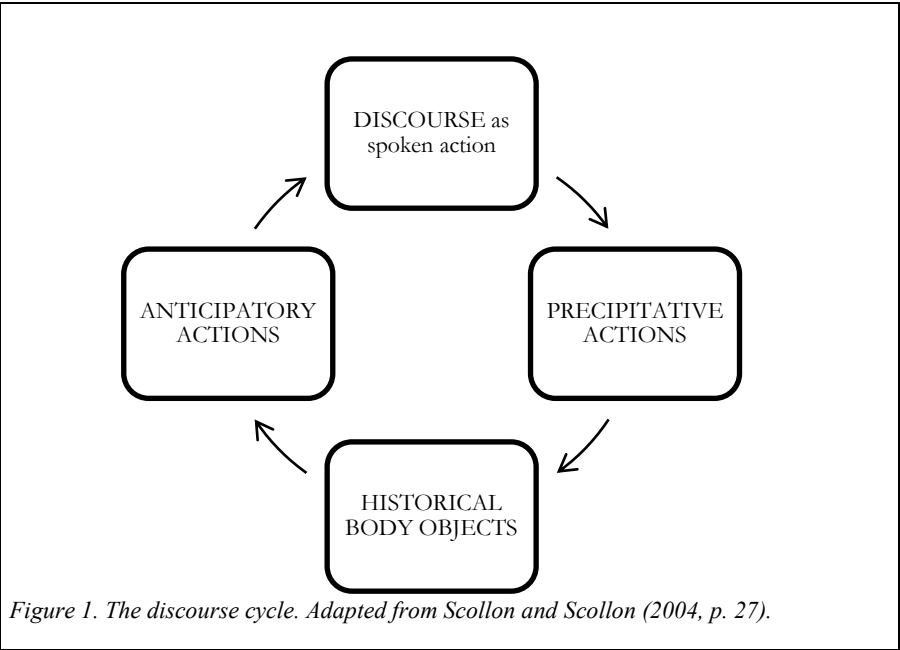 DISCOURSE as
spoken action
ANTICIPATORY
ACTIONS
PRECIPITATIVE
ACTIONS
HISTORICAL
BODY OBJECTS
Figure 1. The discourse cycle. Adapted from Scollon and Scollon (2004, p. 27).